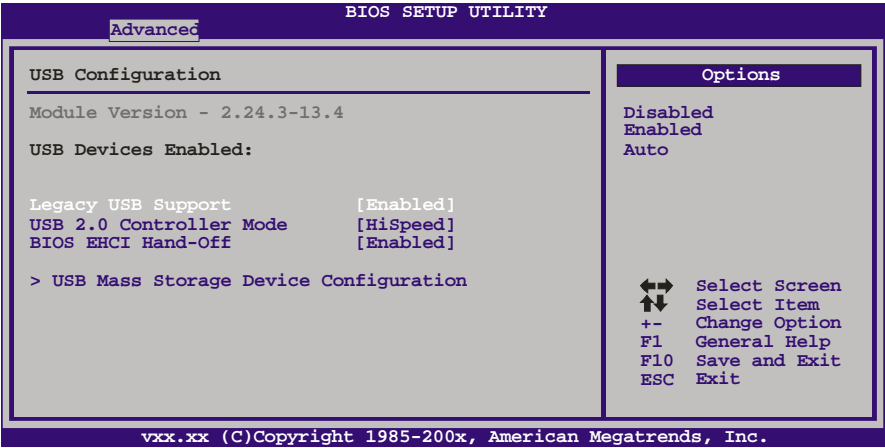 BIOS SETUP UTILITY
Advanced
USB Configuration
Module Version - 2.24.3-13.4
USB Devices Enabled:
Legacy USB Support [Enabled]
USB 2.0 Controller Mode [HiSpeed]
BIOS EHCI Hand-Off [Enabled]
> USB Mass Storage Device Configuration
Options
Disabled
Enabled
Auto
Select Screen
Select Item
+- Change Option
F1 General Help
F10 Save and Exit
ESC Exit
vxx.xx (C)Copyright 1985-200x, American Megatrends, Inc.